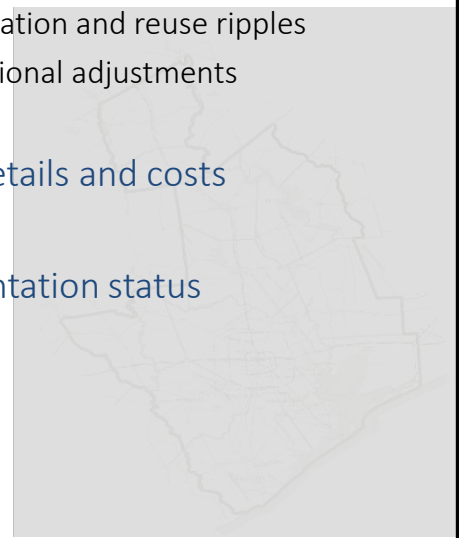 ation and reuse ripples
ional adjustments
etails and costs
ntation status